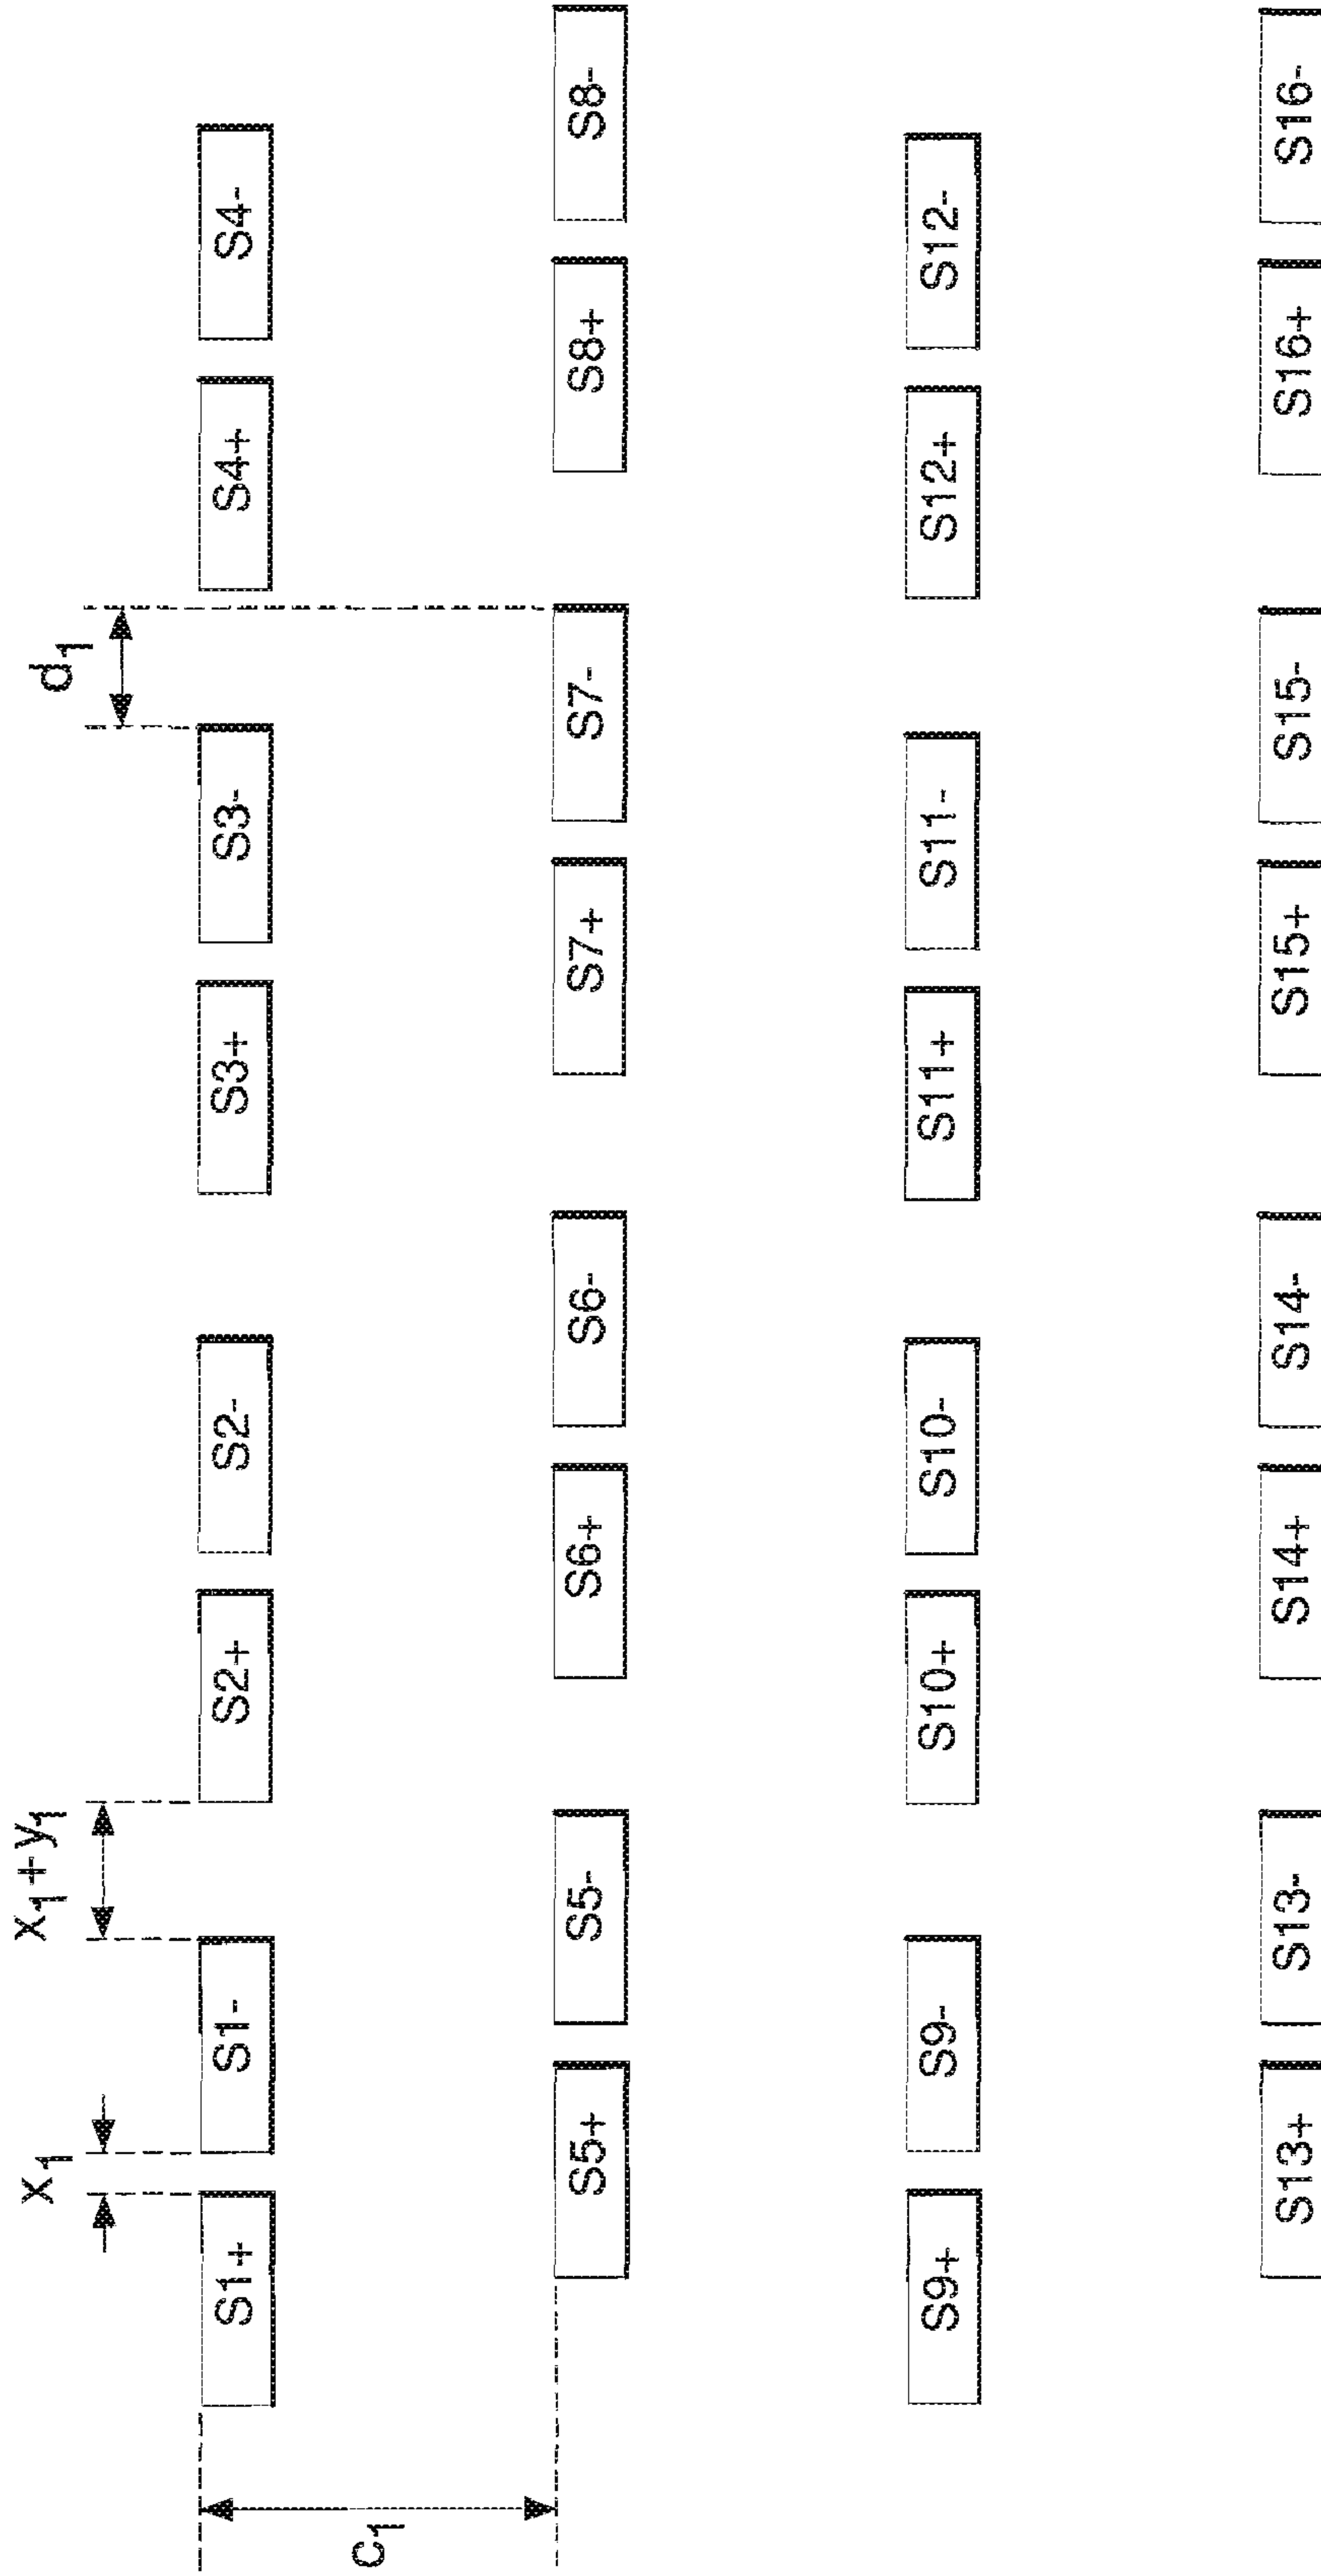 x₁
x₁+y₁
d₁
S1+ S1- S2+ S2- S3+ S3- S4+ S4-
c₁
S5+ S5- S6+ S6- S7+ S7- S8+ S8-
S9+ S9- S10+ S10- S11+ S11- S12+ S12-
S13+ S13- S14+ S14- S15+ S15- S16+ S16-